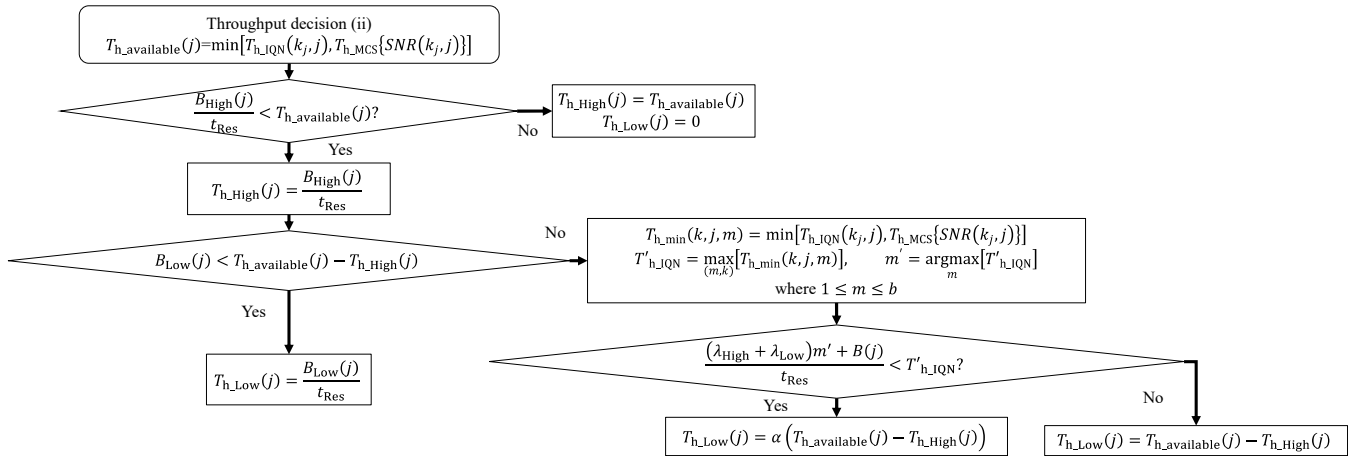 Throughput decision (ii)
T_h_available(j)=min[T_h_IQN(k_j, j), T_h_MCS{SNR(k_j, j)}]
B_High(j) / t_Res < T_h_available(j)?
No
T_h_High(j) = T_h_available(j)
T_h_Low(j) = 0
Yes
T_h_High(j) = B_High(j) / t_Res
B_Low(j) < T_h_available(j) − T_h_High(j)
No
T_h_min(k, j, m) = min[T_h_IQN(k_j, j), T_h_MCS{SNR(k_j, j)}]
T'_h_IQN = max_(m,k)[T_h_min(k, j, m)], m' = argmax_m[T'_h_IQN]
where 1 ≤ m ≤ b
Yes
T_h_Low(j) = B_Low(j) / t_Res
((λ_High + λ_Low)m' + B(j)) / t_Res < T'_h_IQN?
Yes
No
T_h_Low(j) = α (T_h_available(j) − T_h_High(j))
T_h_Low(j) = T_h_available(j) − T_h_High(j)